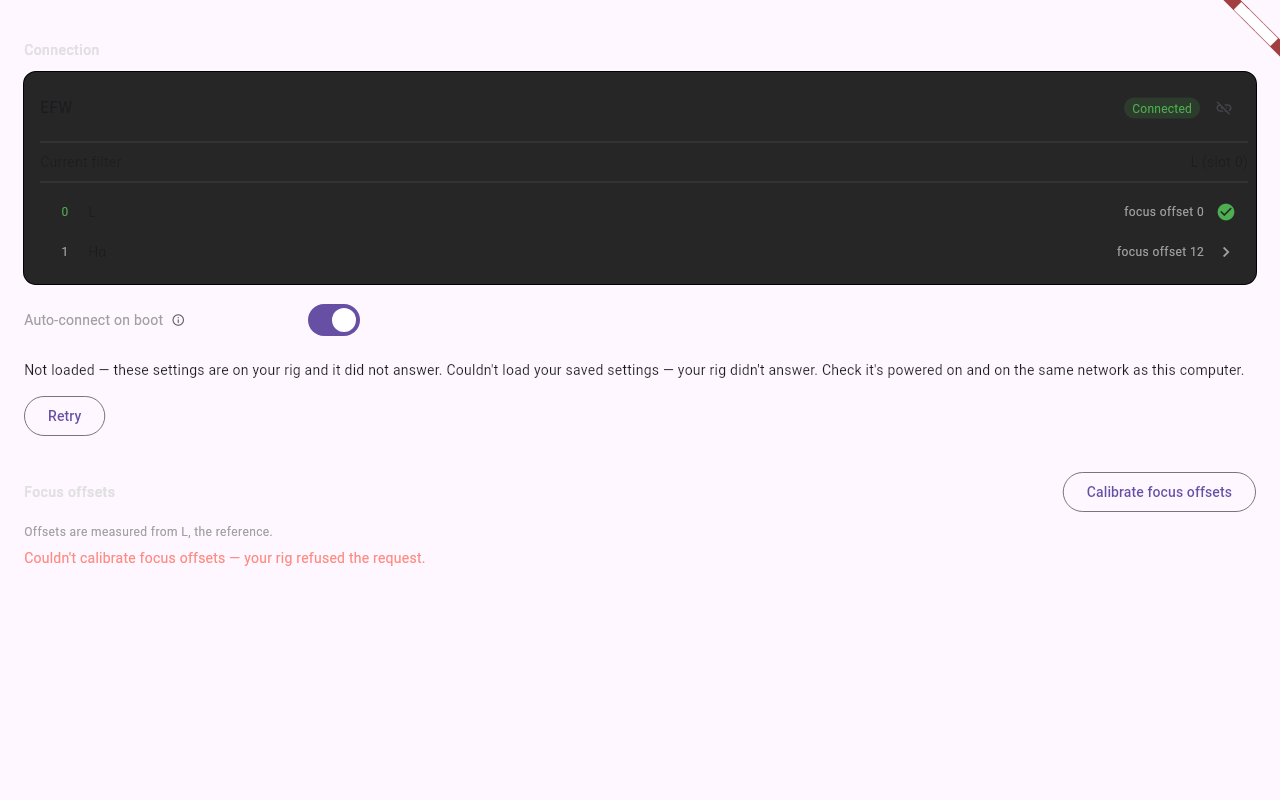 Connection
EFW
Connected
Current filter
L (slot 0)
0 L focus offset 0
1 Ha focus offset 12
Auto-connect on boot
Not loaded — these settings are on your rig and it did not answer. Couldn't load your saved settings — your rig didn't answer. Check it's powered on and on the same network as this computer.
Retry
Focus offsets
Calibrate focus offsets
Offsets are measured from L, the reference.
Couldn't calibrate focus offsets — your rig refused the request.